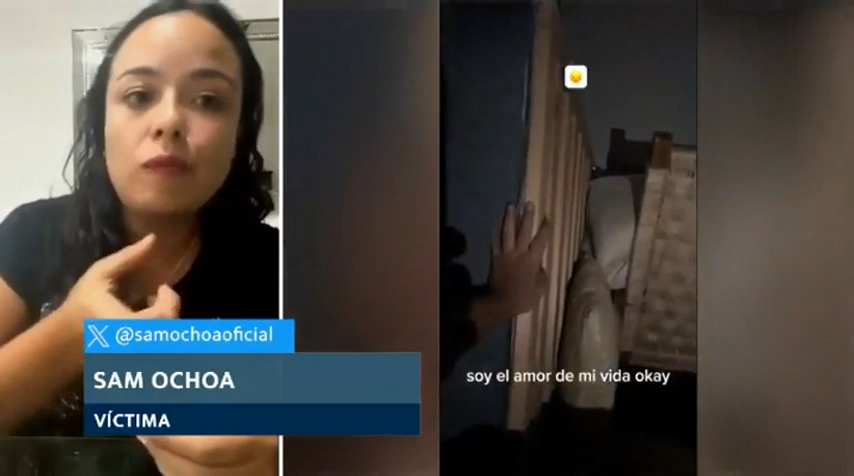 @samochoaoficial
SAM OCHOA
VÍCTIMA
soy el amor de mi vida okay